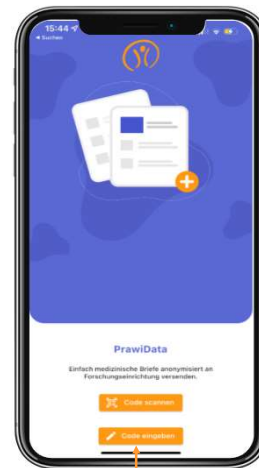 15:44
Suchen
PrawiData
Einfach medizinische Briefe anonymisiert an
Forschungseinrichtung versenden.
Code scannen
Code eingeben